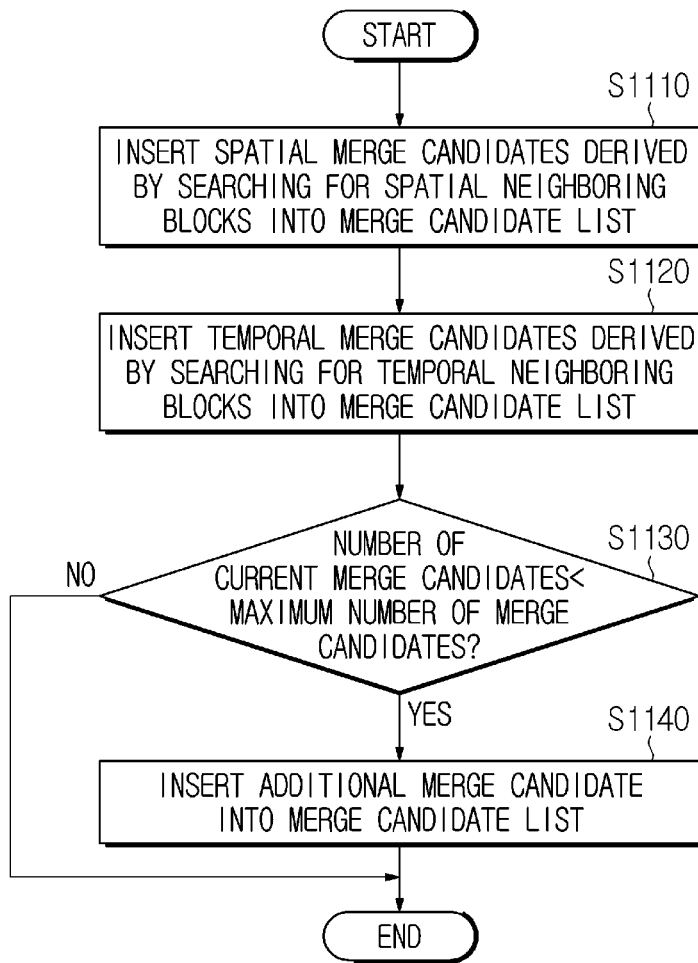 START
S1110
INSERT SPATIAL MERGE CANDIDATES DERIVED
BY SEARCHING FOR SPATIAL NEIGHBORING
BLOCKS INTO MERGE CANDIDATE LIST
S1120
INSERT TEMPORAL MERGE CANDIDATES DERIVED
BY SEARCHING FOR TEMPORAL NEIGHBORING
BLOCKS INTO MERGE CANDIDATE LIST
S1130
NUMBER OF
CURRENT MERGE CANDIDATES<
MAXIMUM NUMBER OF MERGE
CANDIDATES?
NO
YES
S1140
INSERT ADDITIONAL MERGE CANDIDATE
INTO MERGE CANDIDATE LIST
END